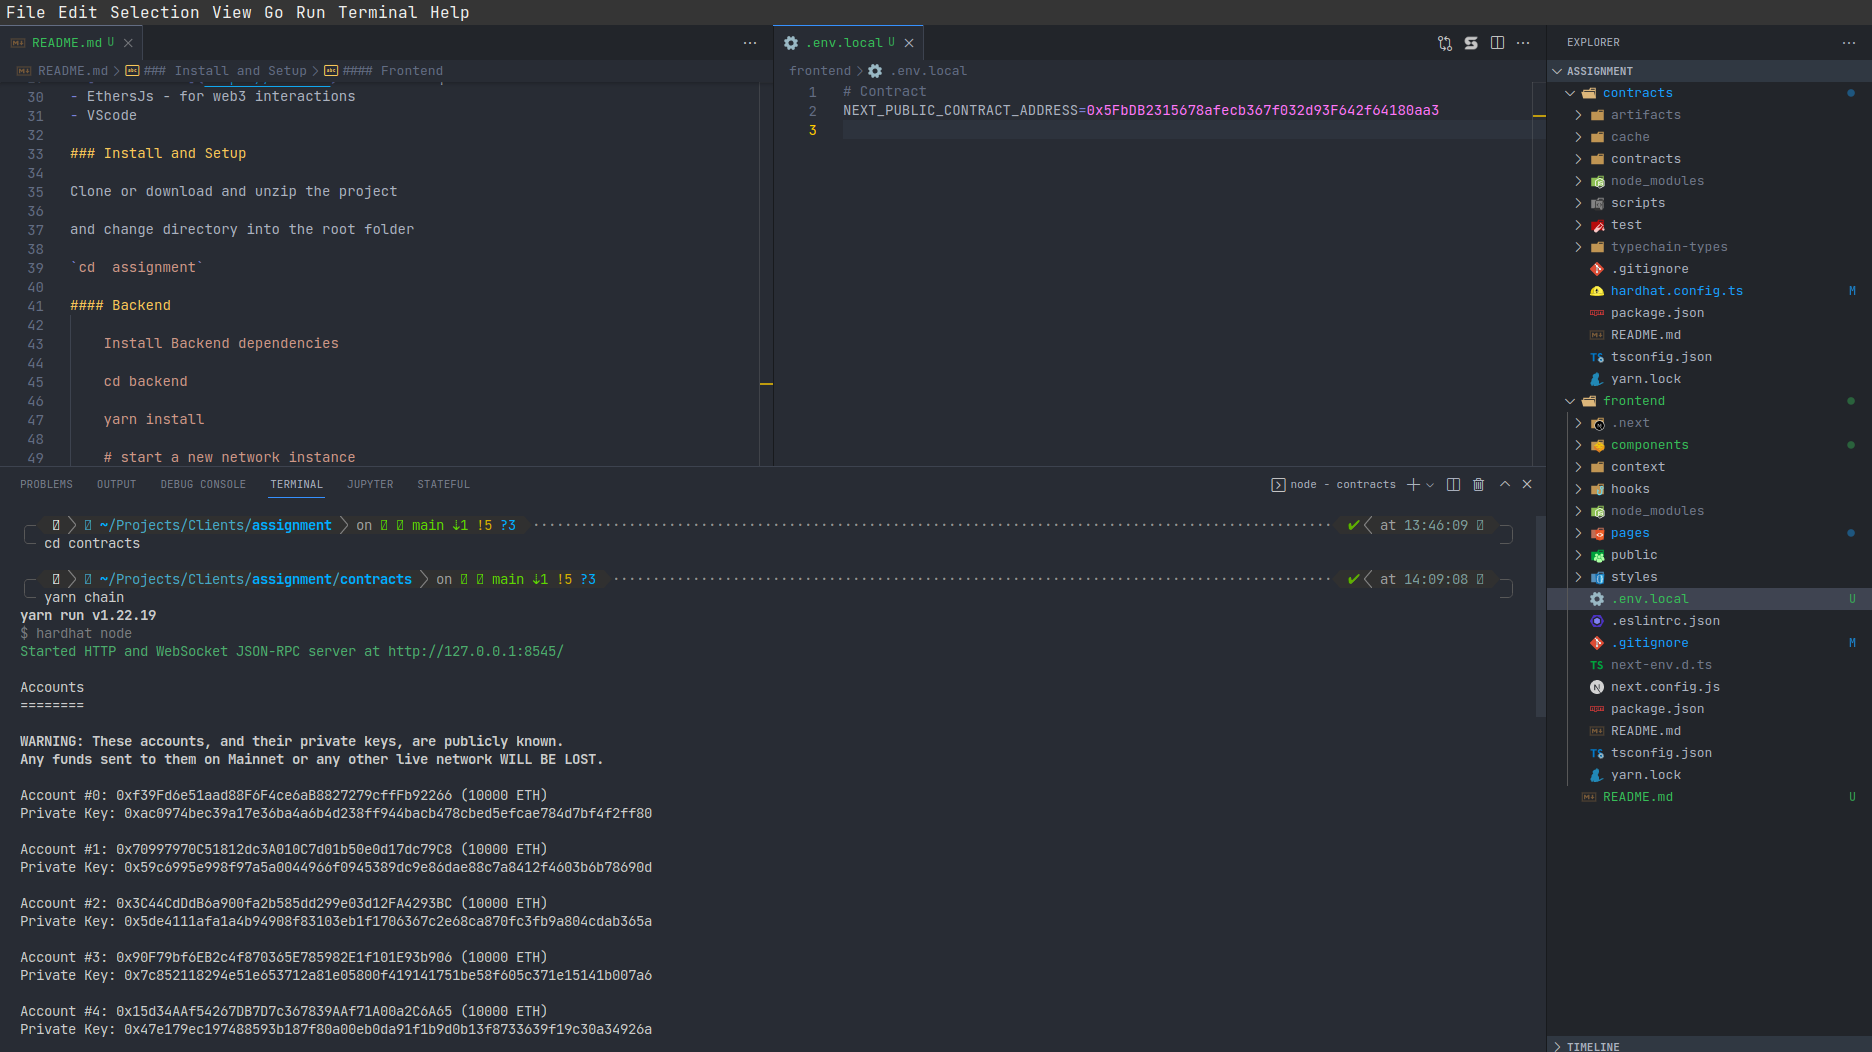 File Edit Selection View Go Run Terminal Help
README.md U
.env.local U
README.md > ### Install and Setup > #### Frontend
30 - EthersJs - for web3 interactions
31 - VScode
32
33 ### Install and Setup
34
35 Clone or download and unzip the project
36
37 and change directory into the root folder
38
39 `cd  assignment`
40
41 #### Backend
42
43 Install Backend dependencies
44
45 cd backend
46
47 yarn install
48
49 # start a new network instance
frontend > .env.local
1 # Contract
2 NEXT_PUBLIC_CONTRACT_ADDRESS=0x5FbDB2315678afecb367f032d93F642f64180aa3
3
PROBLEMS OUTPUT DEBUG CONSOLE TERMINAL JUPYTER STATEFUL
node - contracts
~/Projects/Clients/assignment on main ⇣1 !5 ?3 ✔ at 13:46:09
cd contracts
~/Projects/Clients/assignment/contracts on main ⇣1 !5 ?3 ✔ at 14:09:08
yarn chain
yarn run v1.22.19
$ hardhat node
Started HTTP and WebSocket JSON-RPC server at http://127.0.0.1:8545/
Accounts
========
WARNING: These accounts, and their private keys, are publicly known.
Any funds sent to them on Mainnet or any other live network WILL BE LOST.
Account #0: 0xf39Fd6e51aad88F6F4ce6aB8827279cffFb92266 (10000 ETH)
Private Key: 0xac0974bec39a17e36ba4a6b4d238ff944bacb478cbed5efcae784d7bf4f2ff80
Account #1: 0x70997970C51812dc3A010C7d01b50e0d17dc79C8 (10000 ETH)
Private Key: 0x59c6995e998f97a5a0044966f0945389dc9e86dae88c7a8412f4603b6b78690d
Account #2: 0x3C44CdDdB6a900fa2b585dd299e03d12FA4293BC (10000 ETH)
Private Key: 0x5de4111afa1a4b94908f83103eb1f1706367c2e68ca870fc3fb9a804cdab365a
Account #3: 0x90F79bf6EB2c4f870365E785982E1f101E93b906 (10000 ETH)
Private Key: 0x7c852118294e51e653712a81e05800f419141751be58f605c371e15141b007a6
Account #4: 0x15d34AAf54267DB7D7c367839AAf71A00a2C6A65 (10000 ETH)
Private Key: 0x47e179ec197488593b187f80a00eb0da91f1b9d0b13f8733639f19c30a34926a
EXPLORER
ASSIGNMENT
contracts
artifacts
cache
contracts
node_modules
scripts
test
typechain-types
.gitignore
hardhat.config.ts M
package.json
README.md
tsconfig.json
yarn.lock
frontend
.next
components
context
hooks
node_modules
pages
public
styles
.env.local U
.eslintrc.json
.gitignore M
next-env.d.ts
next.config.js
package.json
README.md
tsconfig.json
yarn.lock
README.md U
TIMELINE